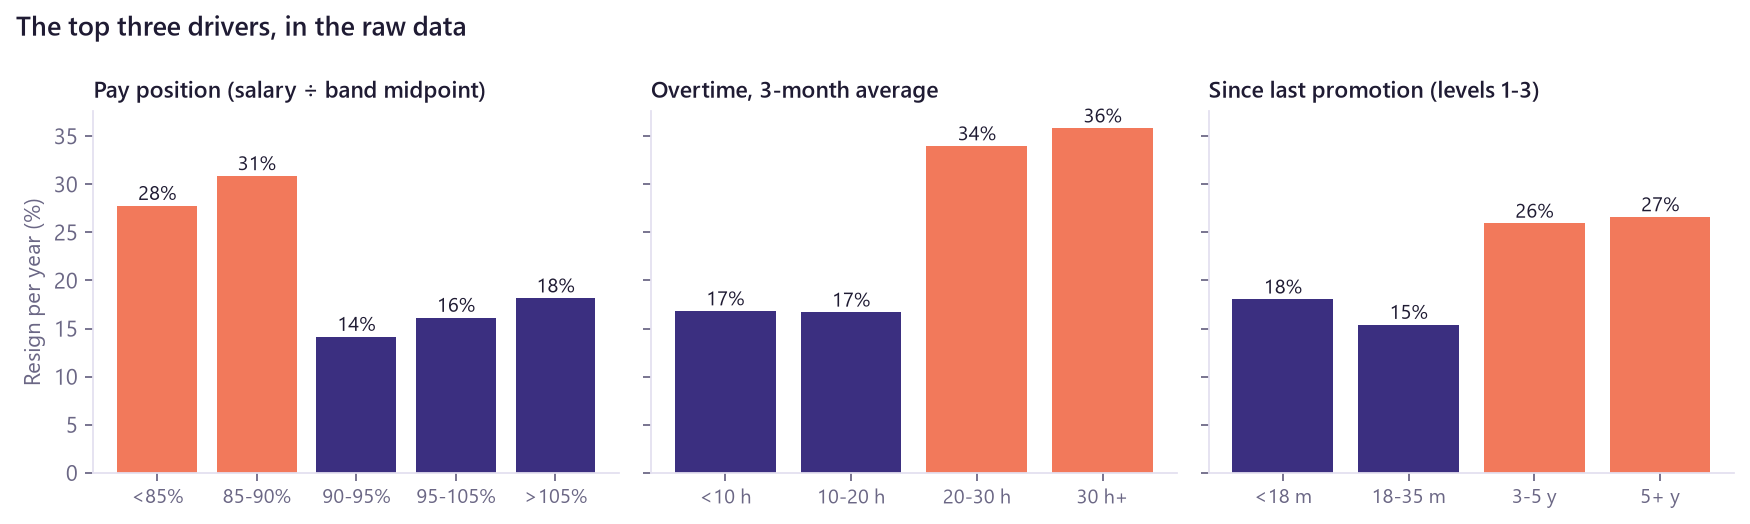 The top three drivers, in the raw data
Pay position (salary ÷ band midpoint)
Resign per year (%)
35
30
25
20
15
10
5
0
28%
31%
14%
16%
18%
<85%
85-90%
90-95%
95-105%
>105%
Overtime, 3-month average
17%
17%
34%
36%
<10 h
10-20 h
20-30 h
30 h+
Since last promotion (levels 1-3)
18%
15%
26%
27%
<18 m
18-35 m
3-5 y
5+ y